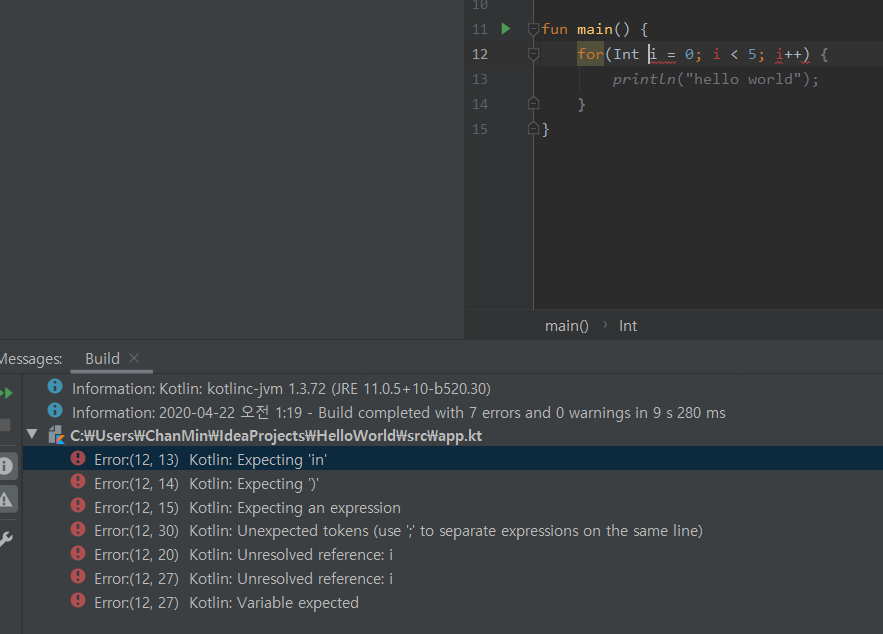 10
11 fun main() {
12 for(Int i = 0; i < 5; i++) {
13 println("hello world");
14 }
15 }
main() › Int
Messages: Build ×
Information: Kotlin: kotlinc-jvm 1.3.72 (JRE 11.0.5+10-b520.30)
Information: 2020-04-22 오전 1:19 - Build completed with 7 errors and 0 warnings in 9 s 280 ms
C:₩Users₩ChanMin₩IdeaProjects₩HelloWorld₩src₩app.kt
Error:(12, 13) Kotlin: Expecting 'in'
Error:(12, 14) Kotlin: Expecting ')'
Error:(12, 15) Kotlin: Expecting an expression
Error:(12, 30) Kotlin: Unexpected tokens (use ';' to separate expressions on the same line)
Error:(12, 20) Kotlin: Unresolved reference: i
Error:(12, 27) Kotlin: Unresolved reference: i
Error:(12, 27) Kotlin: Variable expected